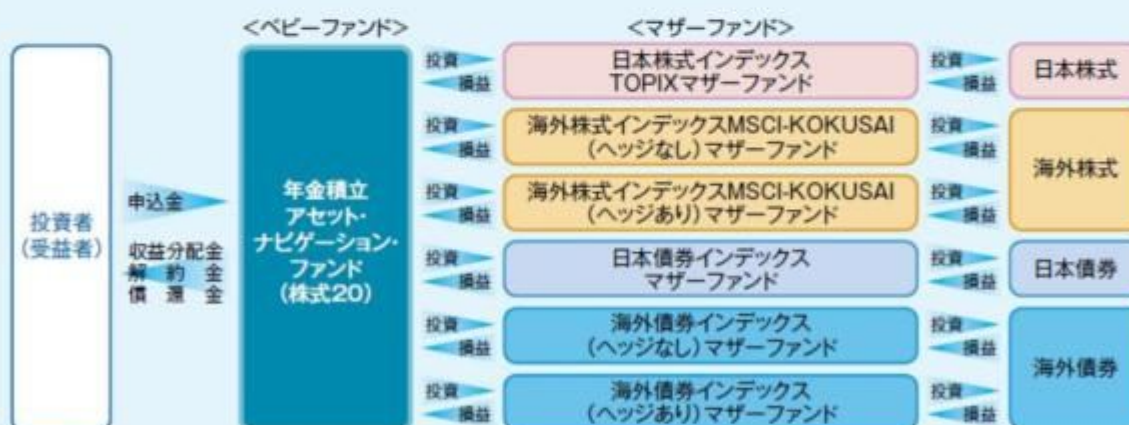 <ベビーファンド>
<マザーファンド>
投資者
(受益者)
申込金
収益分配金
解約金
償還金
年金積立
アセット・
ナビゲーション・
ファンド
(株式20)
投資
損益
日本株式インデックス
TOPIXマザーファンド
投資
損益
日本株式
投資
損益
海外株式インデックスMSCI-KOKUSAI
(ヘッジなし)マザーファンド
投資
損益
投資
損益
海外株式インデックスMSCI-KOKUSAI
(ヘッジあり)マザーファンド
投資
損益
海外株式
投資
損益
日本債券インデックス
マザーファンド
投資
損益
日本債券
投資
損益
海外債券インデックス
(ヘッジなし)マザーファンド
投資
損益
投資
損益
海外債券インデックス
(ヘッジあり)マザーファンド
投資
損益
海外債券